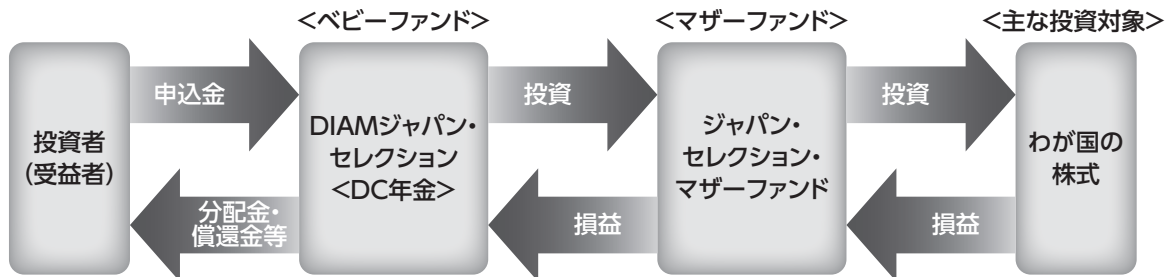 <ベビーファンド>
<マザーファンド>
<主な投資対象>
申込金
投資
投資
投資者
(受益者)
DIAMジャパン・
セレクション
<DC年金>
ジャパン・
セレクション・
マザーファンド
わが国の
株式
分配金・
償還金等
損益
損益